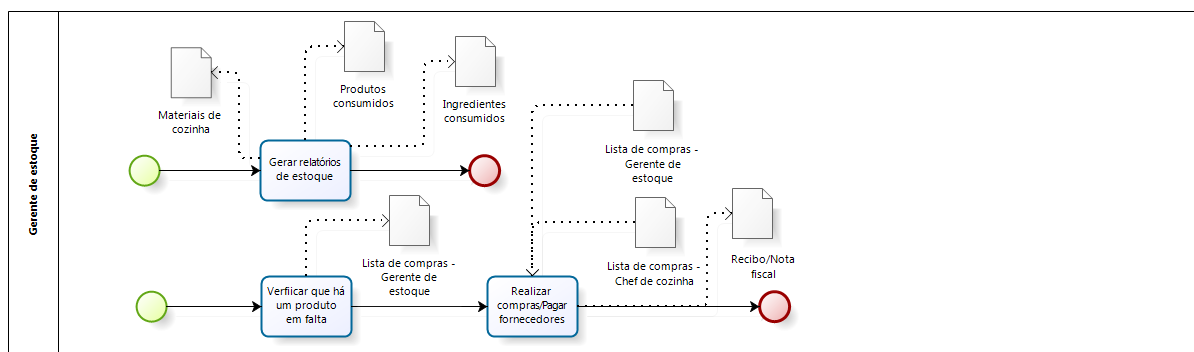 Gerente de estoque
Materiais de
cozinha
Produtos
consumidos
Ingredientes
consumidos
Gerar relatórios
de estoque
Lista de compras -
Gerente de
estoque
Lista de compras -
Gerente de
estoque
Lista de compras -
Chef de cozinha
Recibo/Nota
fiscal
Verfiicar que há
um produto
em falta
Realizar
compras/Pagar
fornecedores